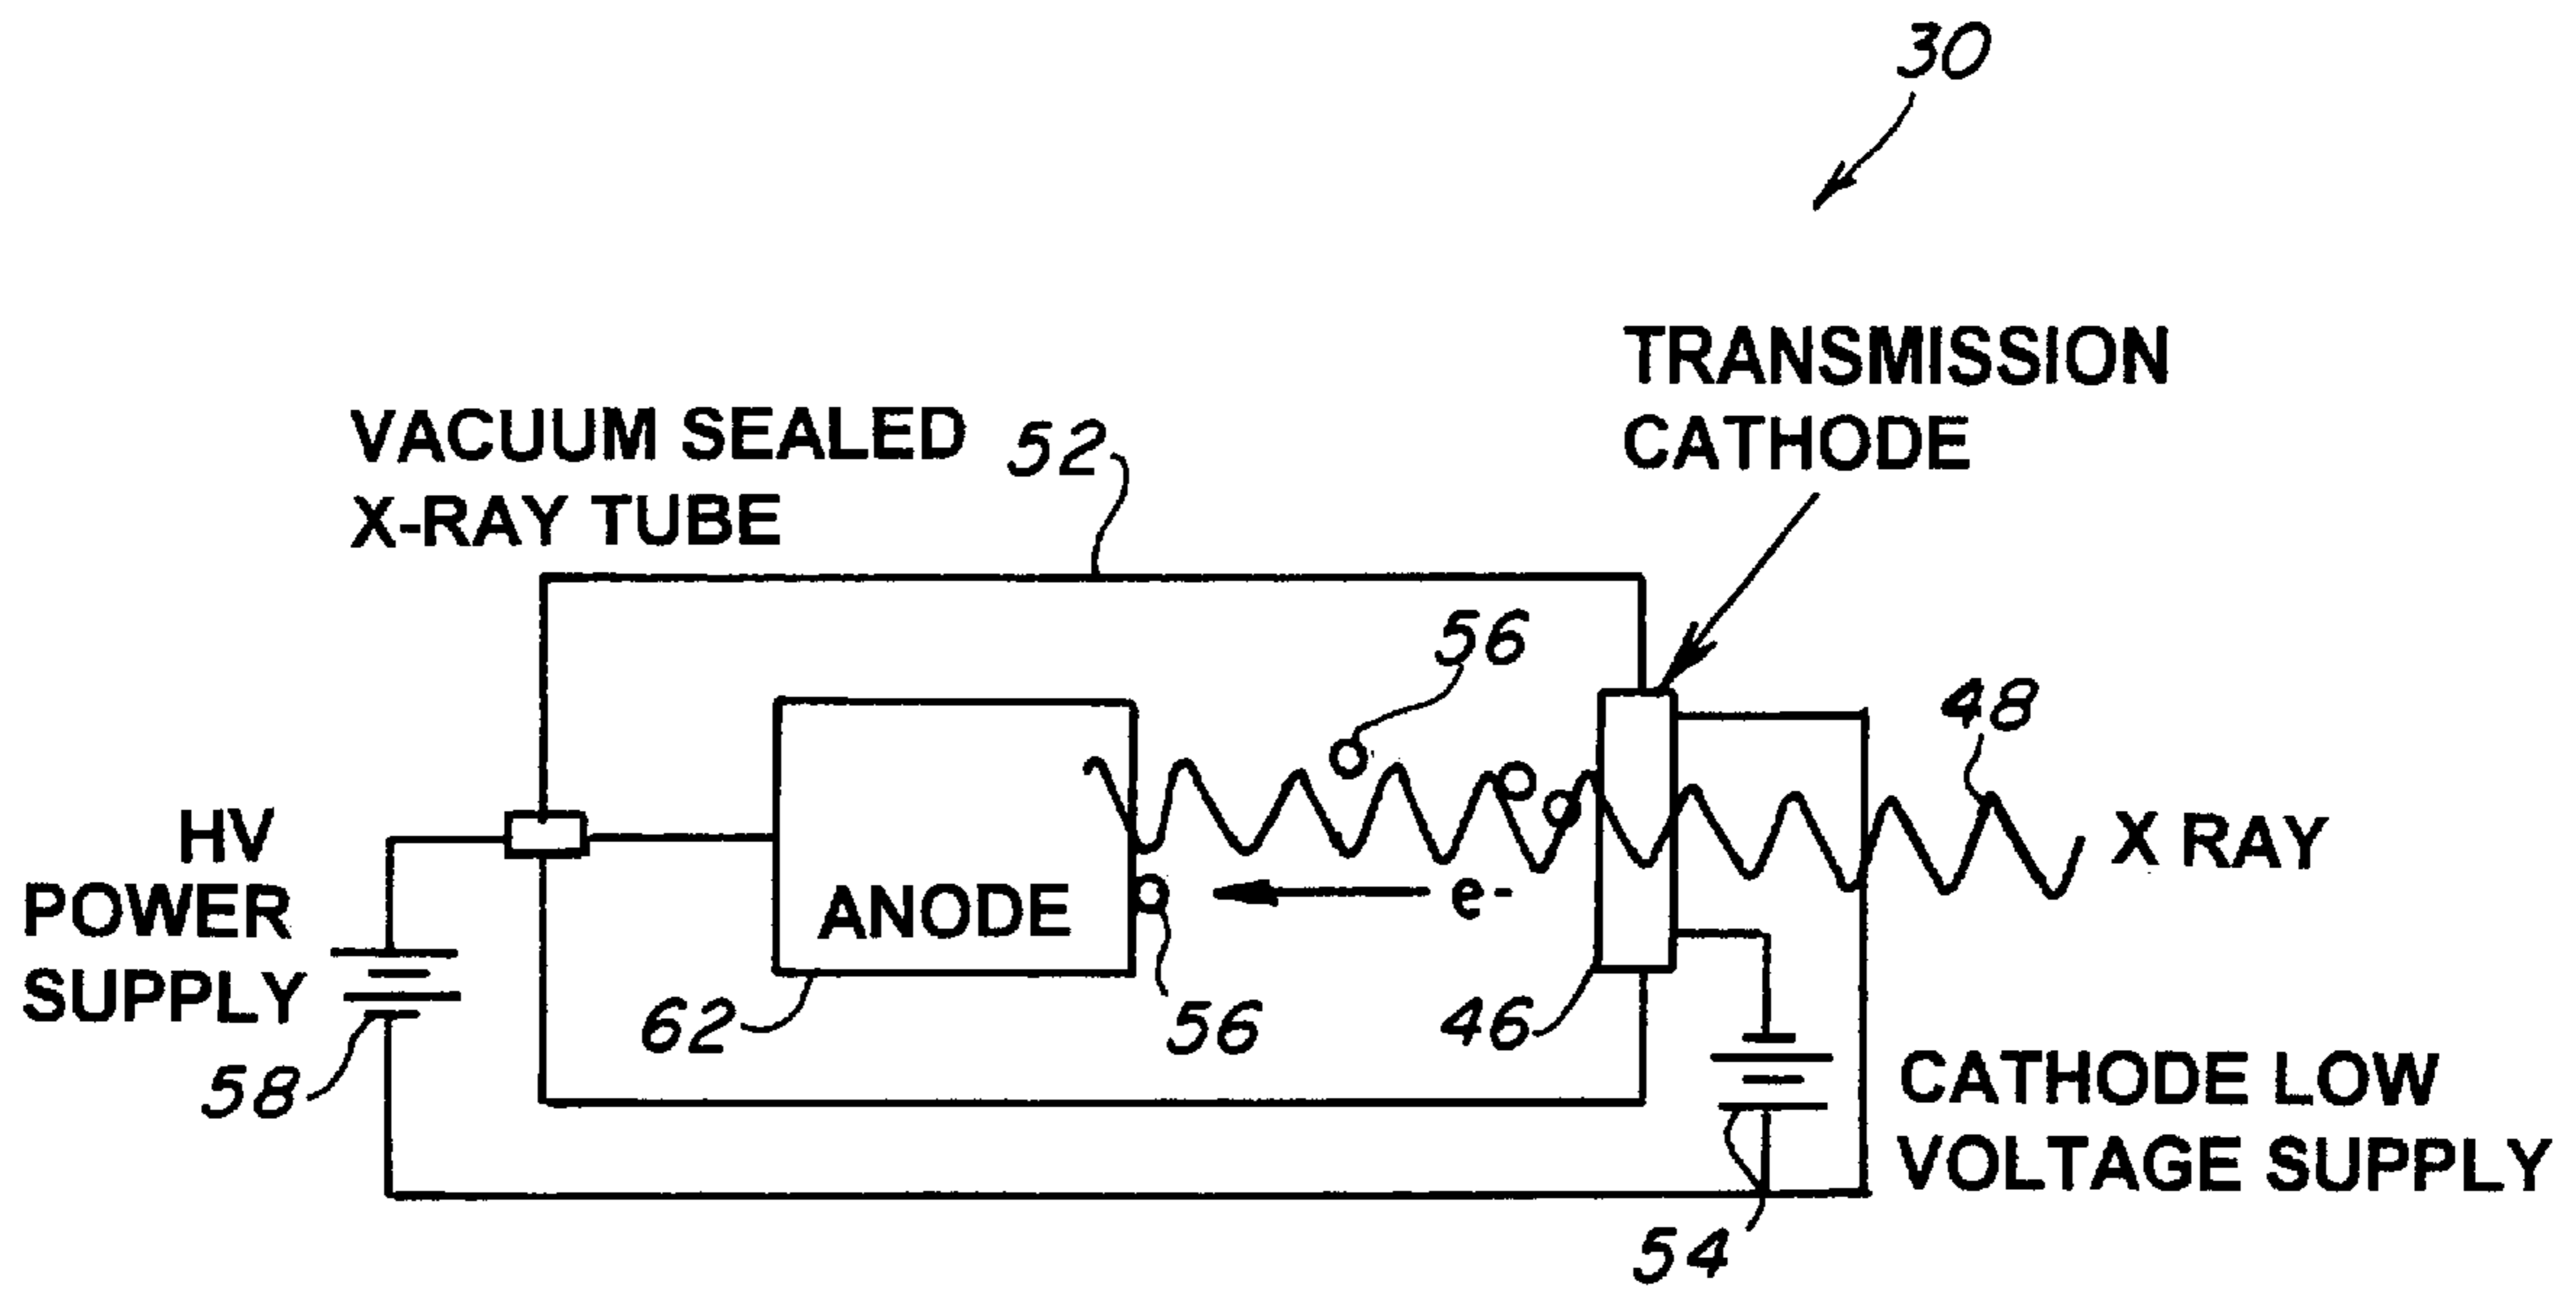 30
TRANSMISSION
CATHODE
VACUUM SEALED
X-RAY TUBE
52
56
48
HV
POWER
SUPPLY
X RAY
ANODE
e-
62
56
46
58
CATHODE LOW
VOLTAGE SUPPLY
54